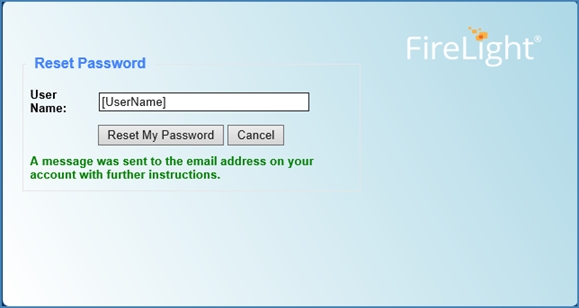 FireLight®
Reset Password
User
Name:
[UserName]
Reset My Password Cancel
A message was sent to the email address on your
account with further instructions.